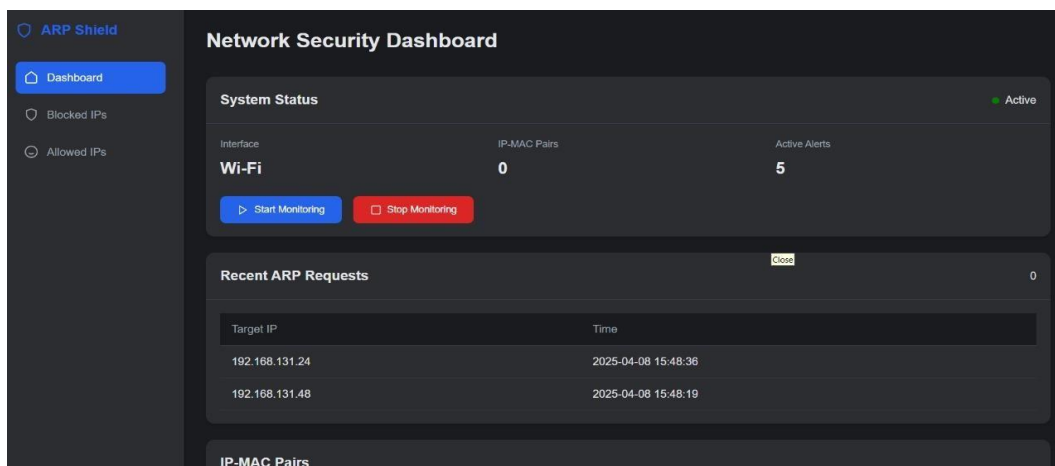 ARP Shield
Dashboard
Blocked IPs
Allowed IPs
Network Security Dashboard
System Status
Active
Interface
IP-MAC Pairs
Active Alerts
Wi-Fi
0
5
Start Monitoring
Stop Monitoring
Close
Recent ARP Requests
0
Target IP
Time
192.168.131.24
2025-04-08 15:48:36
192.168.131.48
2025-04-08 15:48:19
IP-MAC Pairs